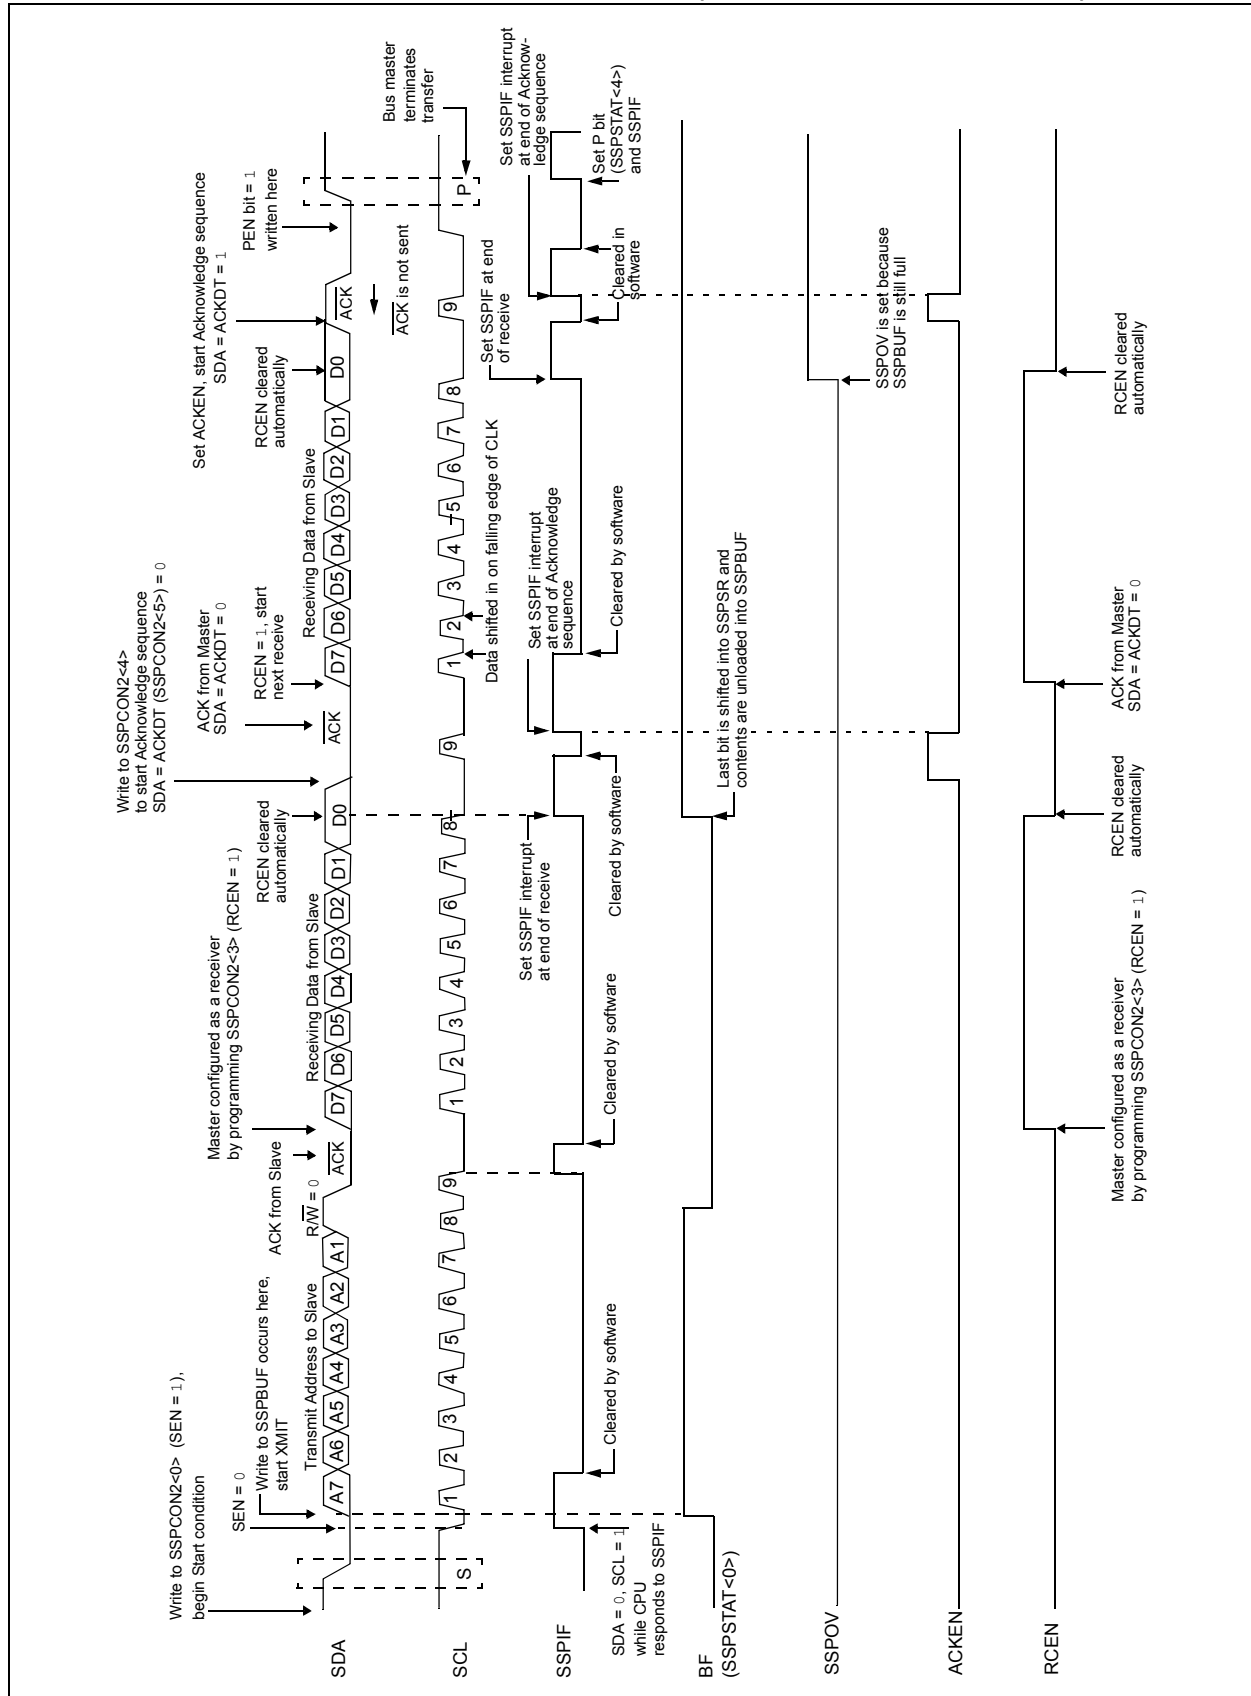 Write to SSPCON2<0> (SEN = 1),
begin Start condition
SEN = 0
Write to SSPBUF occurs here,
start XMIT
ACK from Slave
Master configured as a receiver
by programming SSPCON2<3> (RCEN = 1)
RCEN cleared
automatically
Write to SSPCON2<4>
to start Acknowledge sequence
SDA = ACKDT (SSPCON2<5>) = 0
ACK from Master
SDA = ACKDT = 0
RCEN = 1, start
next receive
RCEN cleared
automatically
Set ACKEN, start Acknowledge sequence
SDA = ACKDT = 1
PEN bit = 1
written here
Transmit Address to Slave
R/W = 0
Receiving Data from Slave
Receiving Data from Slave
SDA
A7 A6 A5 A4 A3 A2 A1
ACK
D7 D6 D5 D4 D3 D2 D1 D0
ACK
D7 D6 D5 D4 D3 D2 D1 D0
ACK
ACK is not sent
Bus master
terminates
transfer
SCL
S
1 2 3 4 5 6 7 8 9
1 2 3 4 5 6 7 8 9
1 2 3 4 5 6 7 8 9
P
Data shifted in on falling edge of CLK
Set SSPIF interrupt
at end of receive
Set SSPIF interrupt
at end of Acknowledge
sequence
Set SSPIF at end
of receive
Set SSPIF interrupt
at end of Acknow-
ledge sequence
SSPIF
SDA = 0, SCL = 1
while CPU
responds to SSPIF
Cleared by software
Cleared by software
Cleared by software
Cleared by software
Cleared in
software
Set P bit
(SSPSTAT<4>)
and SSPIF
BF
(SSPSTAT<0>)
Last bit is shifted into SSPSR and
contents are unloaded into SSPBUF
SSPOV
SSPOV is set because
SSPBUF is still full
ACKEN
RCEN
Master configured as a receiver
by programming SSPCON2<3> (RCEN = 1)
RCEN cleared
automatically
ACK from Master
SDA = ACKDT = 0
RCEN cleared
automatically